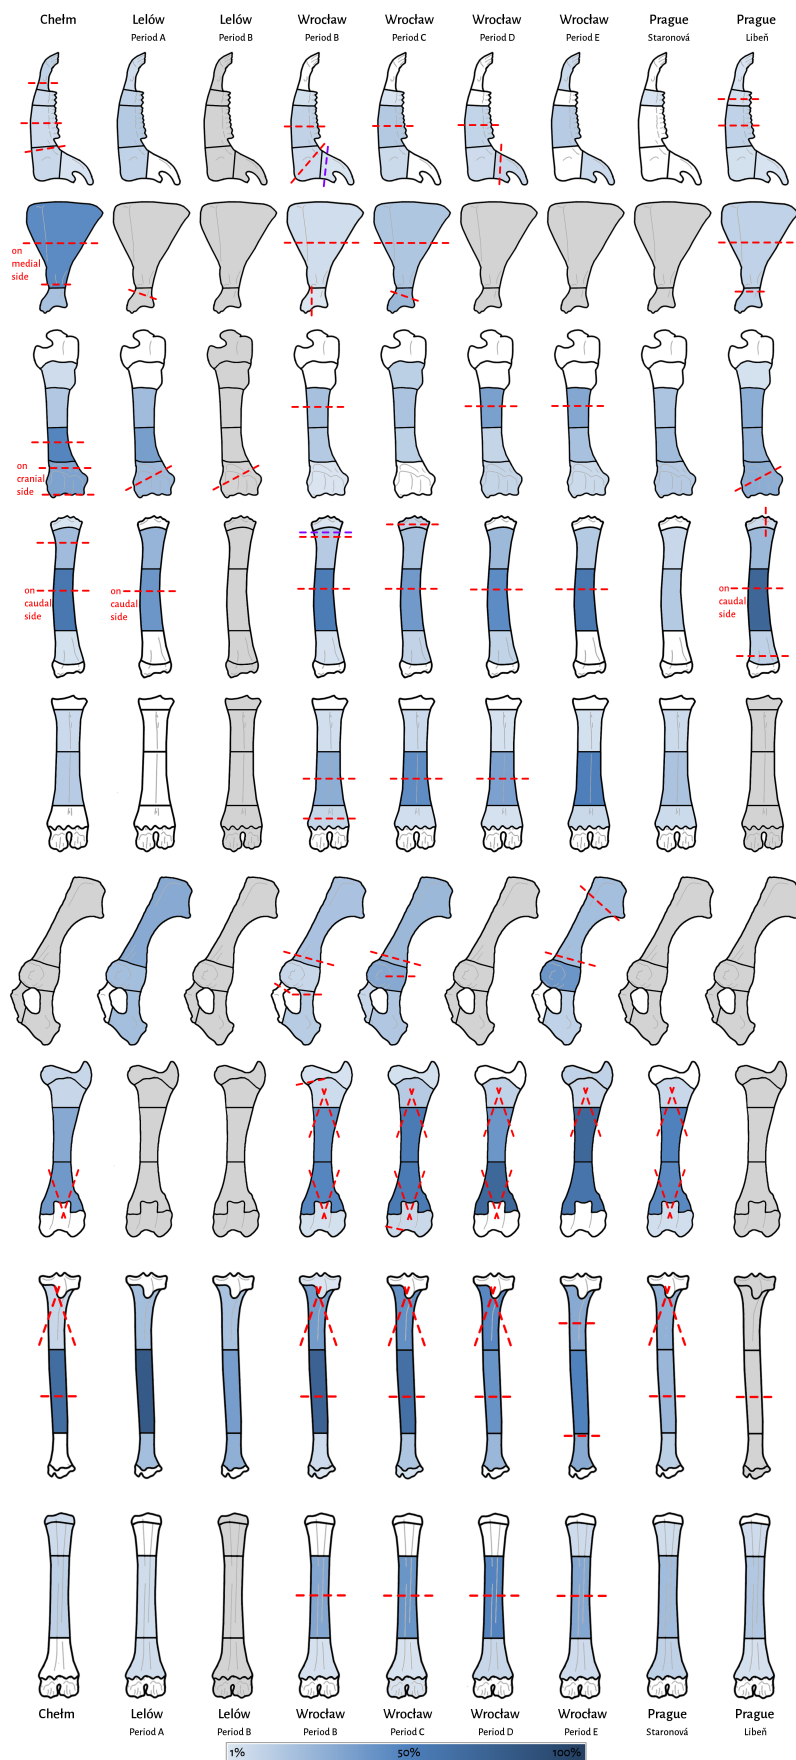 Chełm Lelów Lelów Wrocław Wrocław Wrocław Wrocław Prague Prague
Period A Period B Period B Period C Period D Period E Staronová Libeň
on
medial
side
on
cranial
side
on
caudal
side
on
caudal
side
on
caudal
side
Chełm Lelów Lelów Wrocław Wrocław Wrocław Wrocław Prague Prague
Period A Period B Period B Period C Period D Period E Staronová Libeň
1% 50% 100%